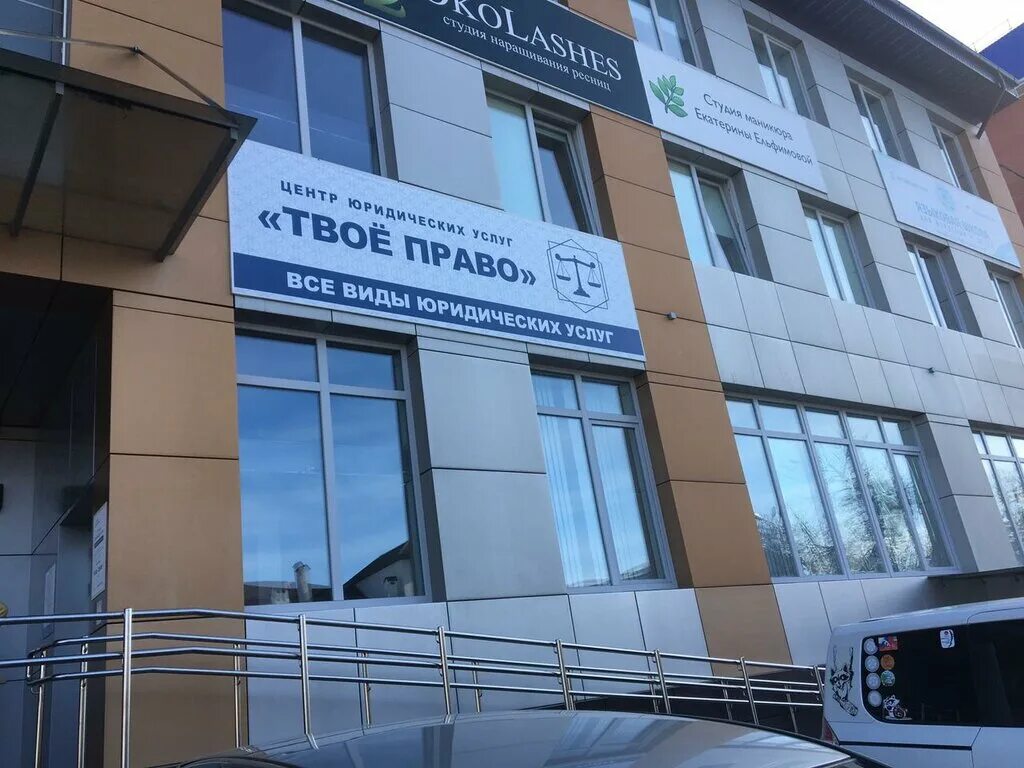 студия наращивания ресниц
Студия маникюра
Екатерины Ельфимовой
ЦЕНТР ЮРИДИЧЕСКИХ УСЛУГ
«ТВОЁ ПРАВО»
ВСЕ ВИДЫ ЮРИДИЧЕСКИХ УСЛУГ